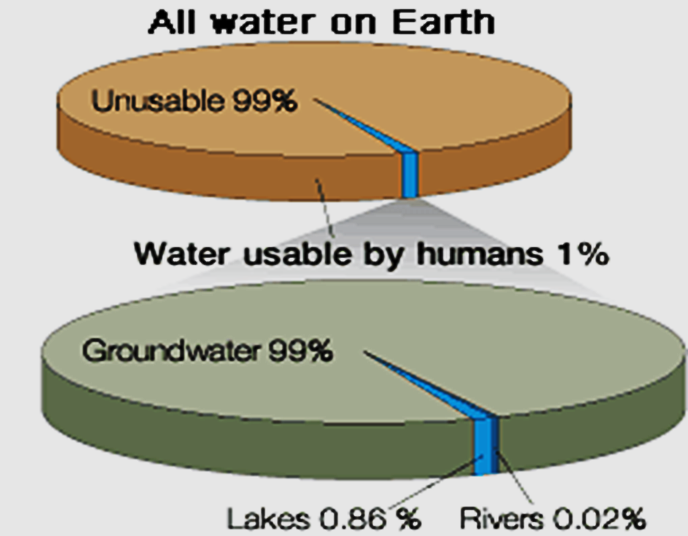 All water on Earth
Unusable 99%
Water usable by humans 1%
Groundwater 99%
Lakes 0.86 %
Rivers 0.02%